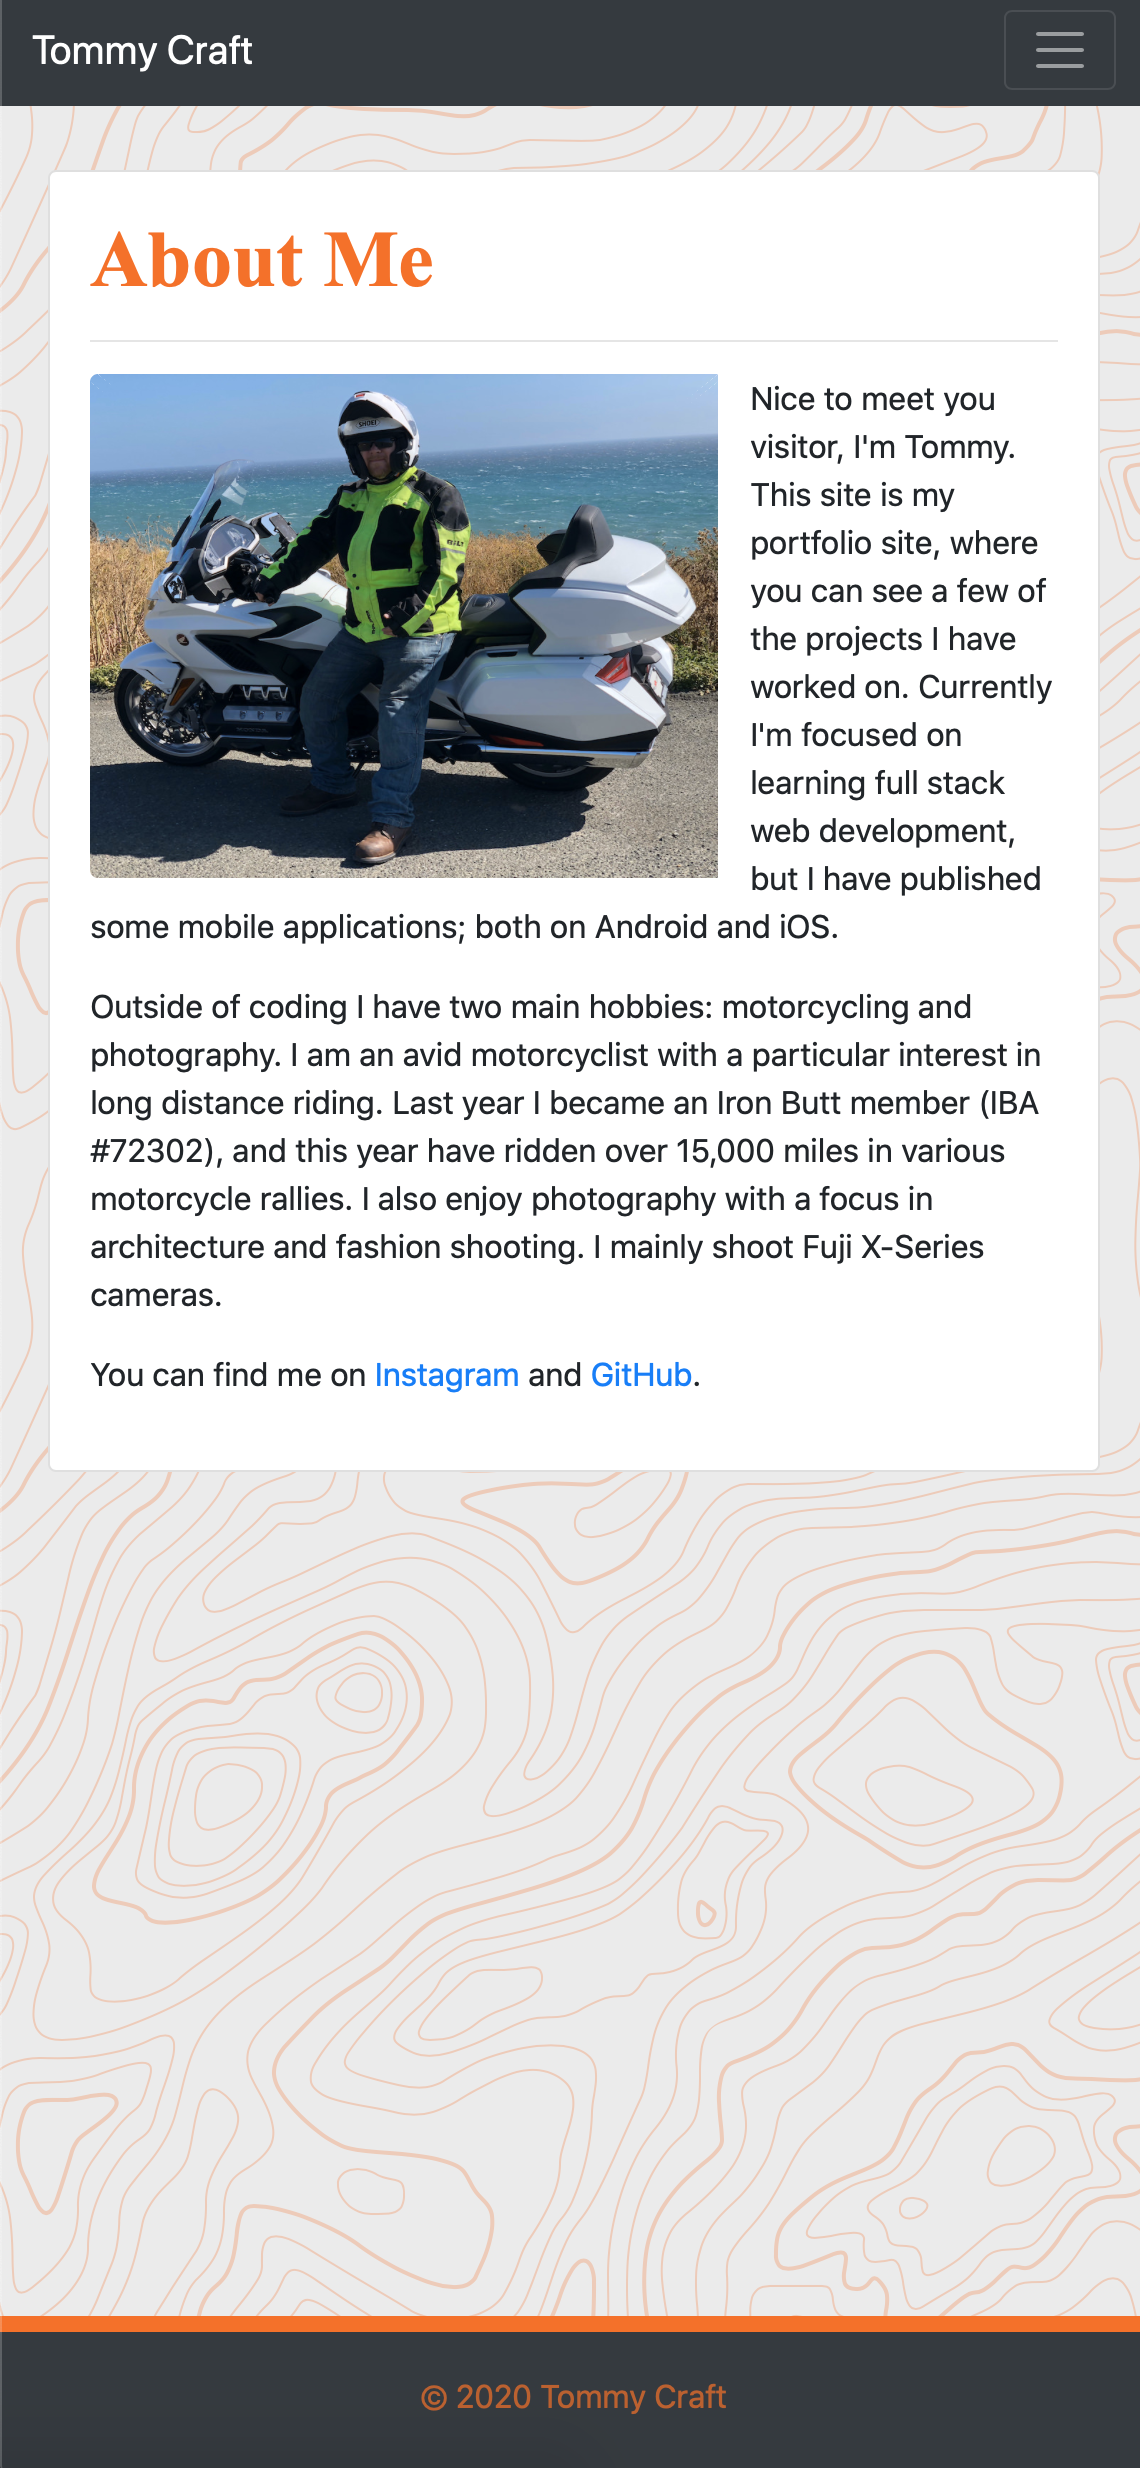 Tommy Craft
About Me
SHOEI
BILT
Nice to meet you
visitor, I'm Tommy.
This site is my
portfolio site, where
you can see a few of
the projects I have
worked on. Currently
I'm focused on
learning full stack
web development,
but I have published
some mobile applications; both on Android and iOS.
Outside of coding I have two main hobbies: motorcycling and
photography. I am an avid motorcyclist with a particular interest in
long distance riding. Last year I became an Iron Butt member (IBA
#72302), and this year have ridden over 15,000 miles in various
motorcycle rallies. I also enjoy photography with a focus in
architecture and fashion shooting. I mainly shoot Fuji X-Series
cameras.
You can find me on Instagram and GitHub.
© 2020 Tommy Craft